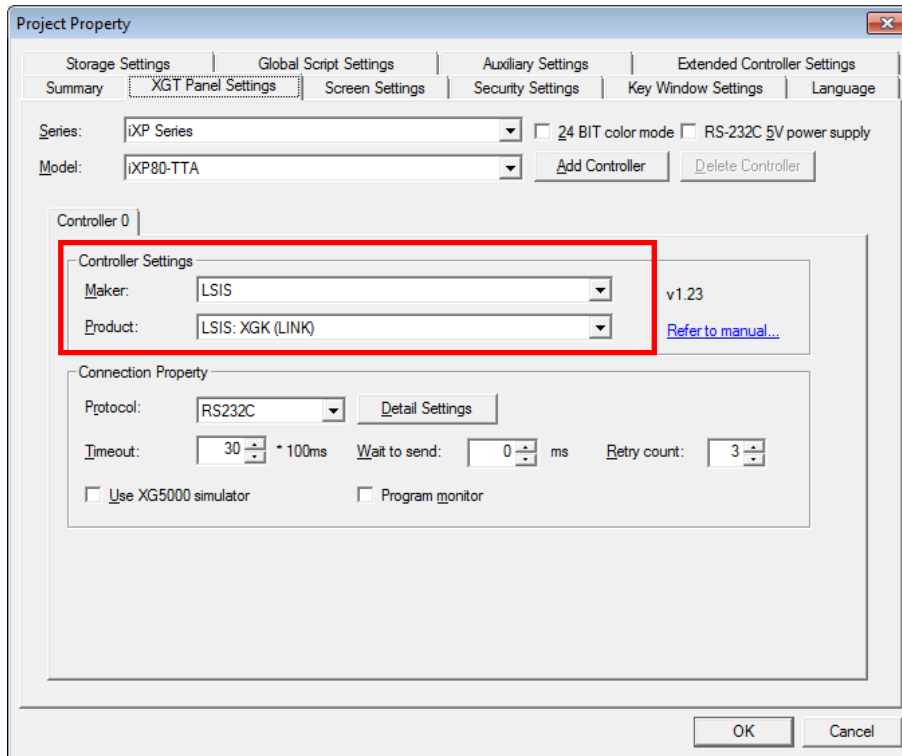 Project Property
Storage Settings Global Script Settings Auxiliary Settings Extended Controller Settings
Summary XGT Panel Settings Screen Settings Security Settings Key Window Settings Language
Series: iXP Series 24 BIT color mode RS-232C 5V power supply
Model: iXP80-TTA Add Controller Delete Controller
Controller 0
Controller Settings
Maker: LSIS v1.23
Product: LSIS: XGK (LINK) Refer to manual...
Connection Property
Protocol: RS232C Detail Settings
Timeout: 30 * 100ms Wait to send: 0 ms Retry count: 3
Use XG5000 simulator Program monitor
OK Cancel